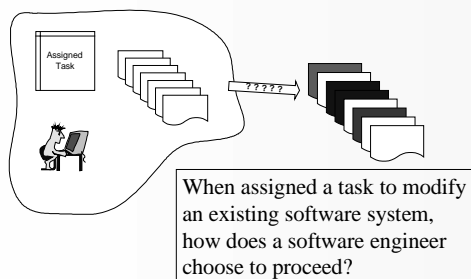 Assigned
Task
? ? ? ? ?
When assigned a task to modify
an existing software system,
how does a software engineer
choose to proceed?